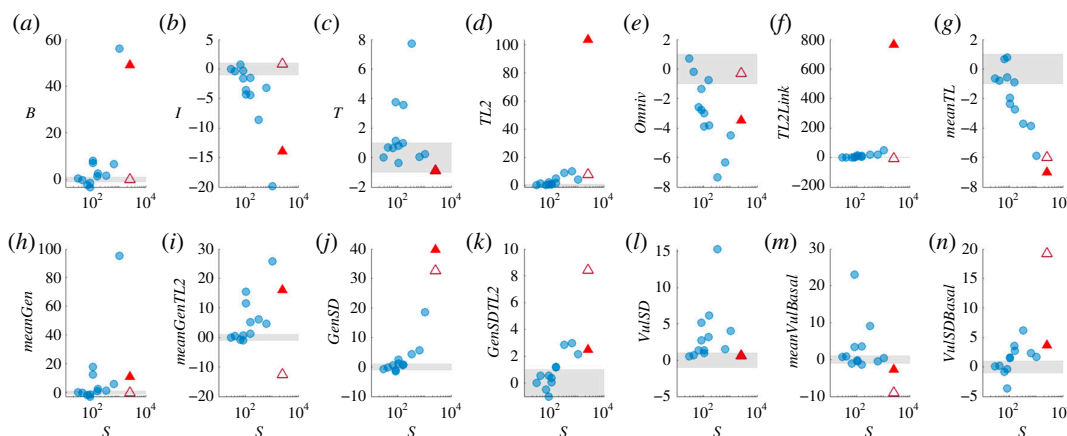 (a) (b) (c) (d) (e) (f) (g)
60 5 8 100 2 800 2
0 6 80 0 600 0
40 -5 4 60 -2 400 -2
B I T TL2 Omniv TL2Link meanTL
20 -10 2 40 -4 200 -4
-15 0 20 -6 0 -6
0 -20 -2 0 -8 -200 -8
10² 10⁴ 10² 10⁴ 10² 10⁴ 10² 10⁴ 10² 10⁴ 10² 10⁴ 10² 10⁴
(h) (i) (j) (k) (l) (m) (n)
100 30 40 10 15 30 20
80 20 30 8 20 15
60 10 20 6 10 10 10
40 0 10 4 5 5
20 -10 0 2 0 0 0
0 -20 -10 0 -5 -10 -5
meanGen meanGenTL2 GenSD GenSDTL2 VulSD meanVulBasal VulSDBasal
10² 10⁴ 10² 10⁴ 10² 10⁴ 10² 10⁴ 10² 10⁴ 10² 10⁴ 10² 10⁴
S S S S S S S